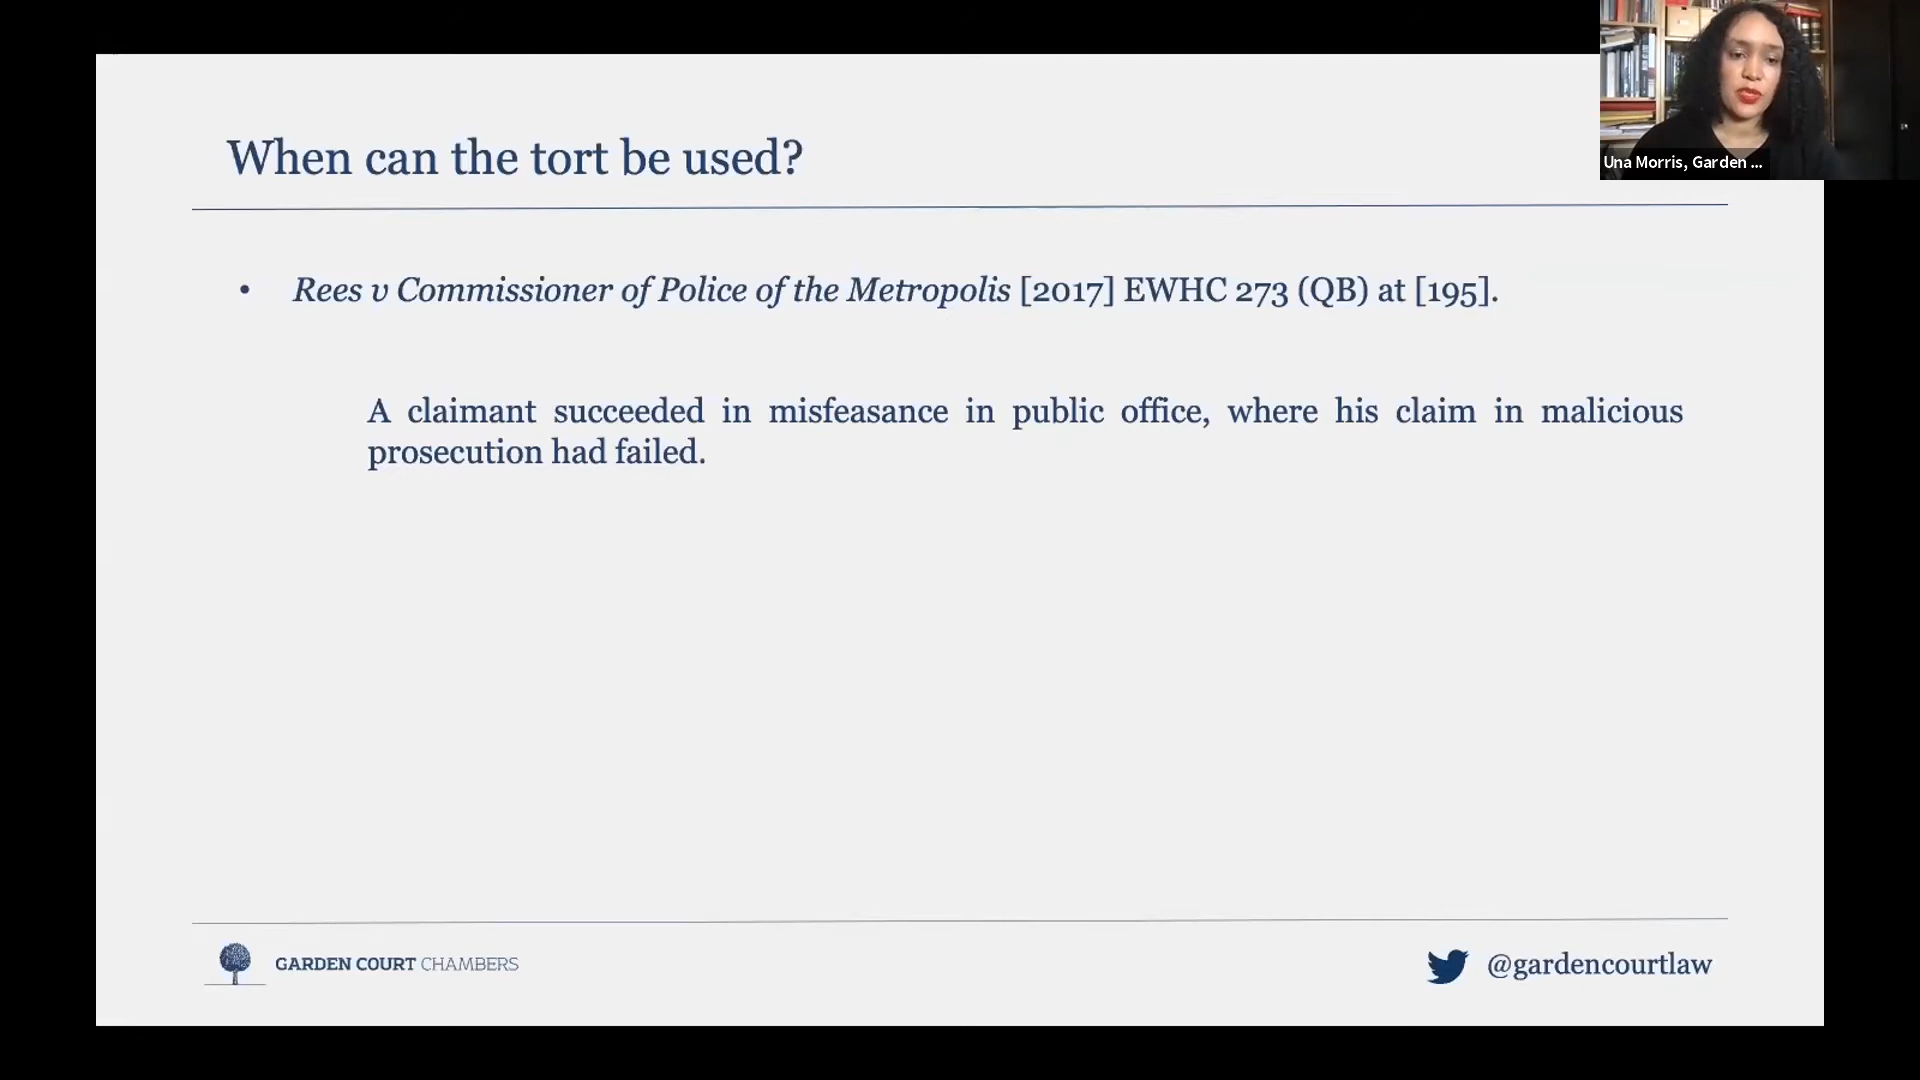 Una Morris, Garden ...
When can the tort be used?
• Rees v Commissioner of Police of the Metropolis [2017] EWHC 273 (QB) at [195].
A claimant succeeded in misfeasance in public office, where his claim in malicious
prosecution had failed.
GARDEN COURT CHAMBERS
@gardencourtlaw